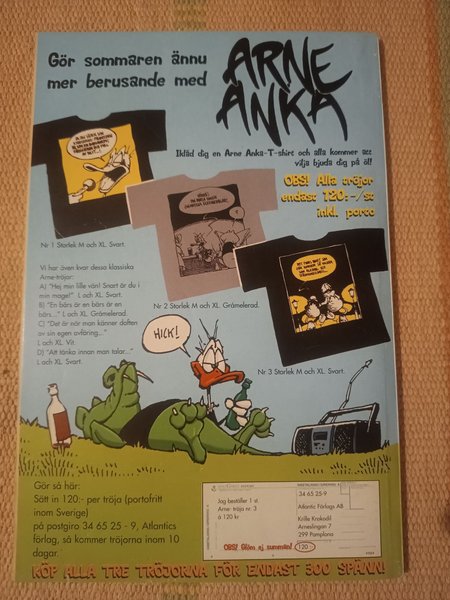 Gör sommaren ännu
mer berusande med
ARNE
ANKA
Ikläd dig en Arne Anka-T-shirt och alla kommer att
vilja bjuda dig på öl!
OBS! Alla tröjor
endast 120:-/st
inkl. porto
Nr 1 Storlek M och XL. Svart.
Vi har även kvar dessa klassiska
Arne-tröjor:
A) "Hej min lille vän! Snart är du i
min mage!" L och XL. Svart.
B) "En bärs är en bärs är en
bärs..." L och XL. Gråmelerad.
C) "Det är när man känner doften
av sin egen avföring..."
L och XL. Vit.
D) "Att tänka innan man talar..."
L och XL. Svart.
Nr 2 Storlek M och XL. Gråmelerad.
Nr 3 Storlek M och XL. Svart.
HICK!
Gör så här:
Sätt in 120:- per tröja (portofritt
inom Sverige)
på postgiro 34 65 25 - 9, Atlantics
förlag, så kommer tröjorna inom 10
dagar.
Jag beställer 1 st.
Arne- tröja nr. 3
à 120 kr
OBS! Glöm ej summan!
120:-
34 65 25-9
Atlantic Förlags AB
Krille Krokodil
Arneslingan 7
299 Pamplona
KÖP ALLA TRE TRÖJORNA FÖR ENDAST 300 SPÄNN!